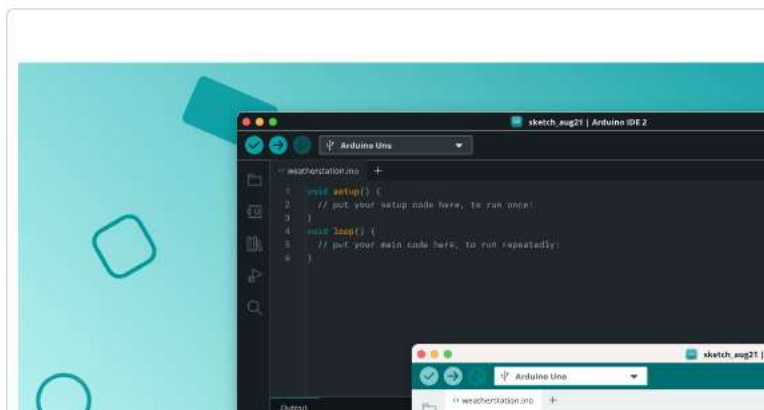 sketch_aug21 | Arduino IDE 2
Arduino Uno
weatherstation.ino +
1 void setup() {
2 // put your setup code here, to run once:
3 }
4 void loop() {
5 // put your main code here, to run repeatedly:
6 }
Output
sketch_aug21 |
Arduino Uno
weatherstation.ino +